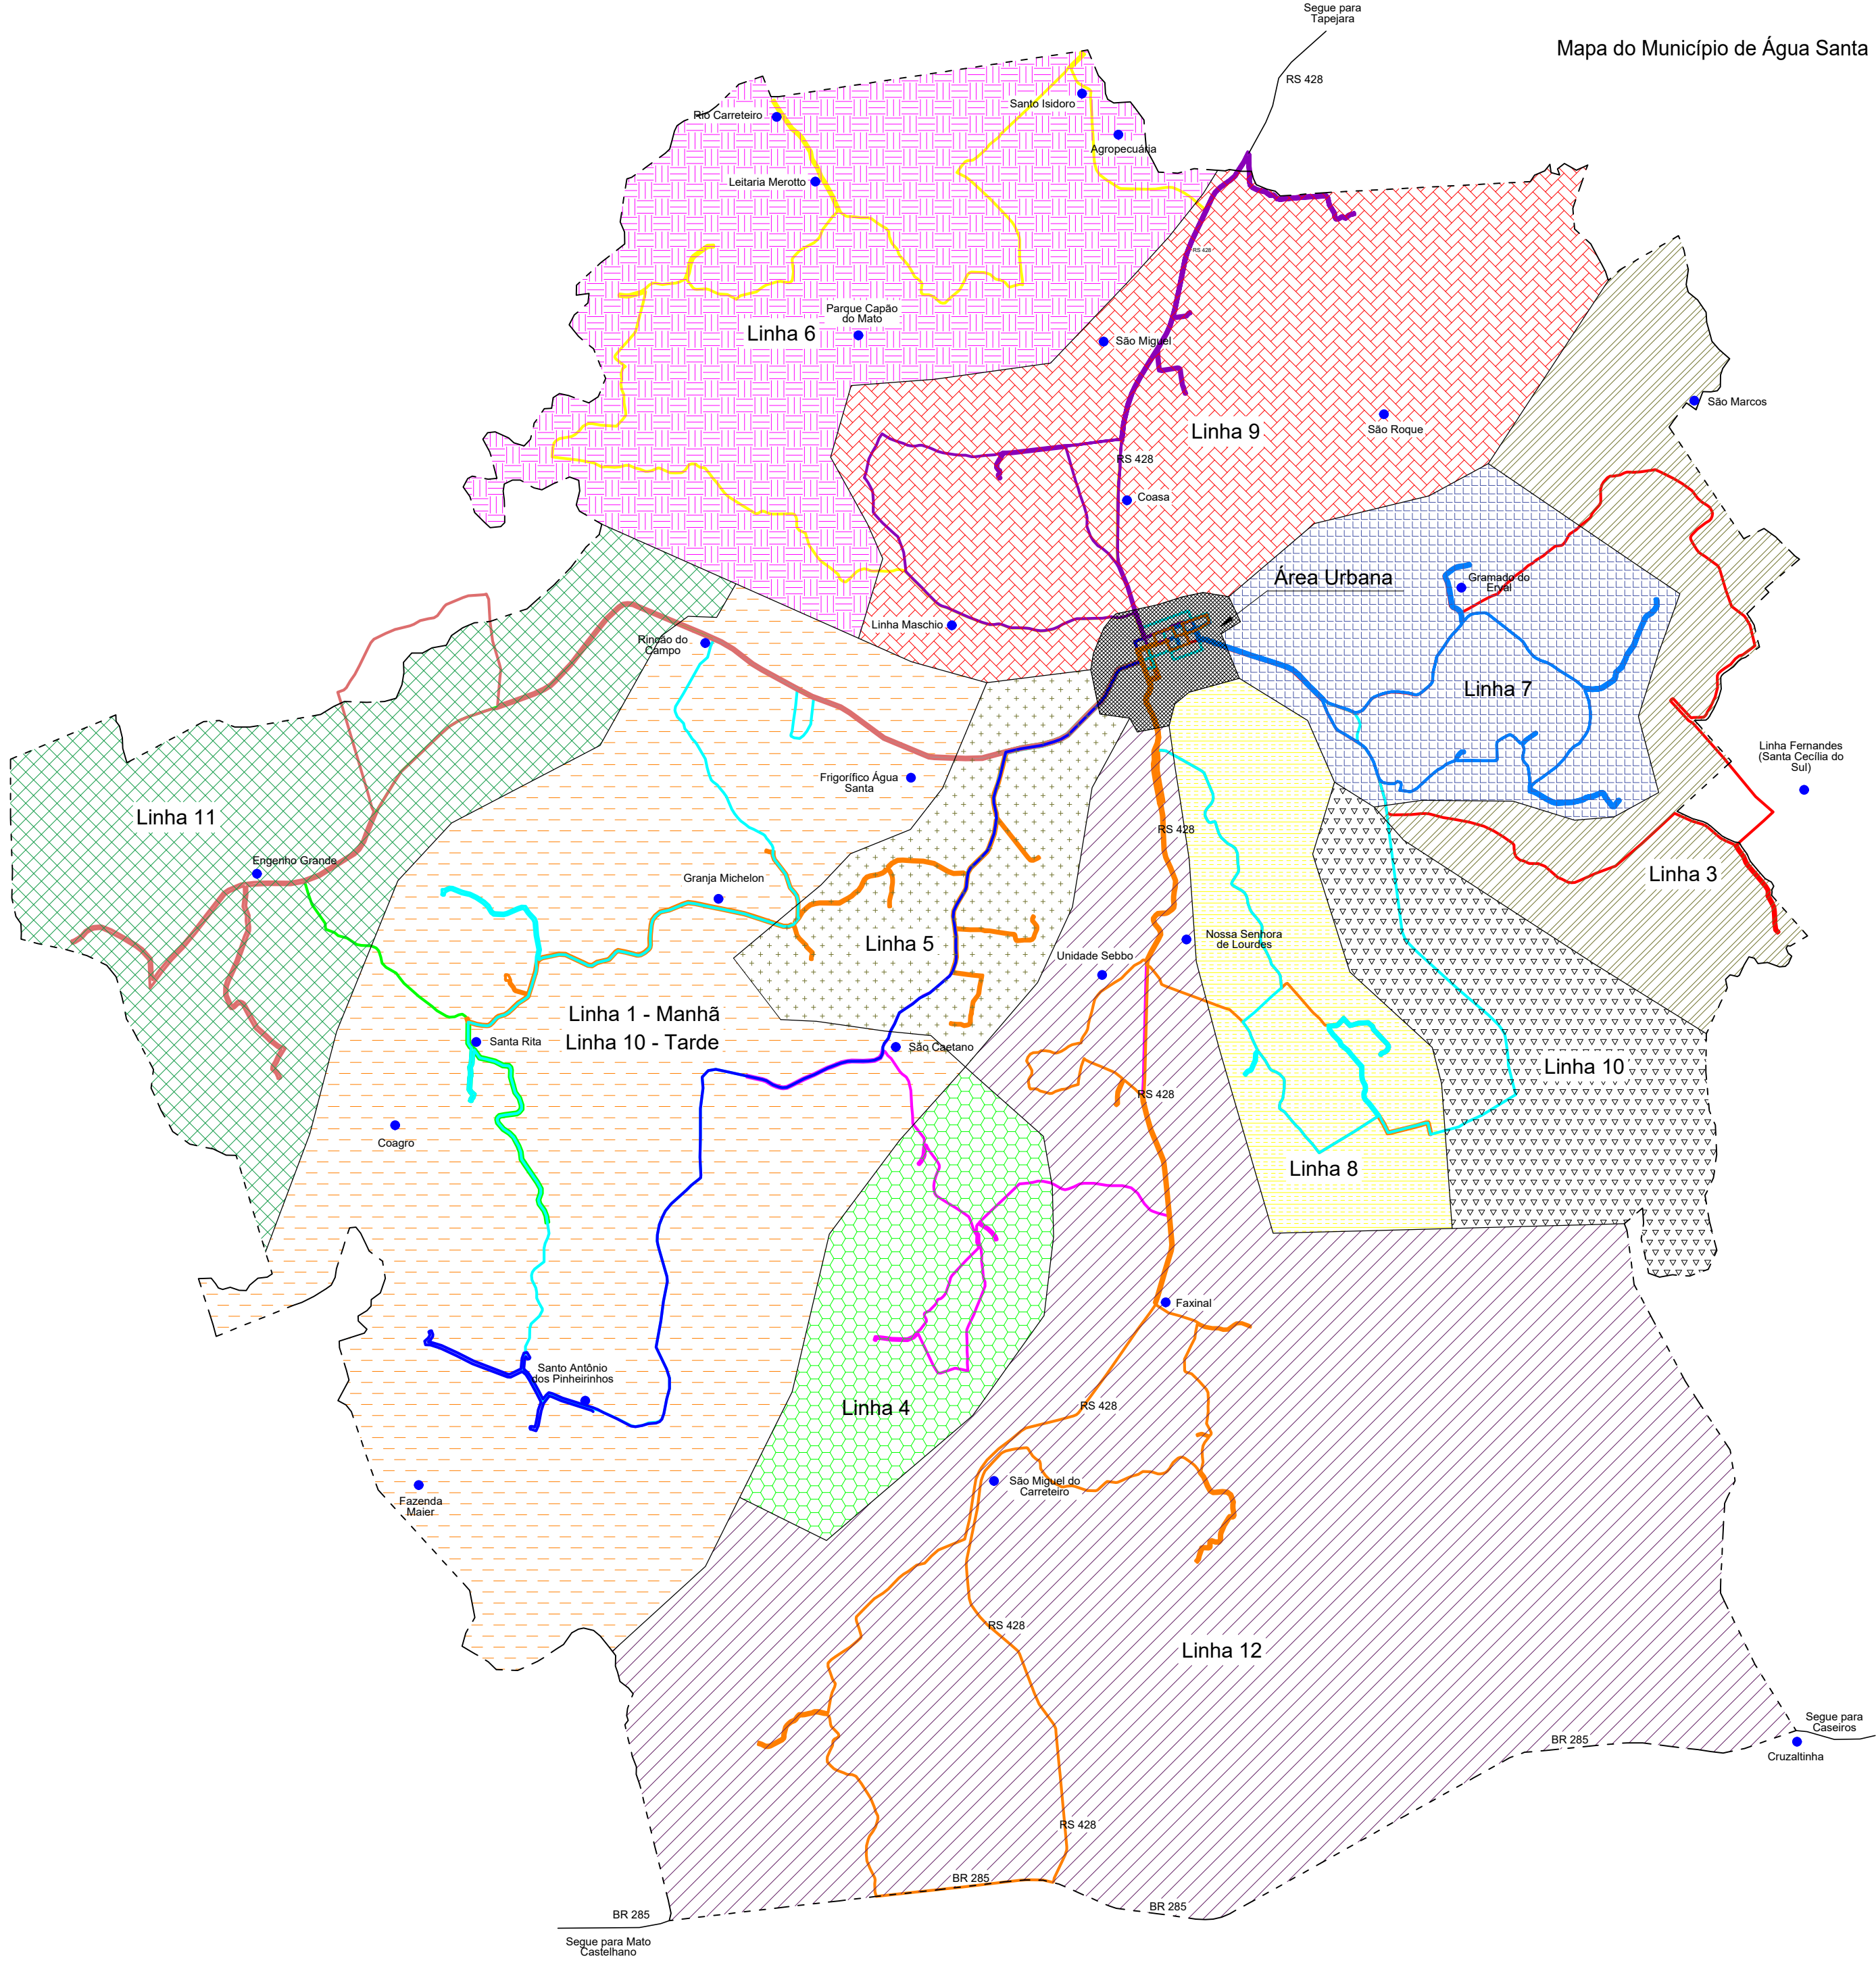 Segue para
Tapejara
Mapa do Município de Água Santa
RS 428
Santo Isidoro
Rio Carreteiro
Agropecuária
Leitaria Merotto
RS 428
Parque Capão
do Mato
Linha 6
São Miguel
São Marcos
Linha 9
São Roque
RS 428
Coasa
Área Urbana
Gramado do
Erval
Linha Maschio
Rincão do
Campo
Linha 7
Linha Fernandes
(Santa Cecília do
Sul)
Frigorífico Água
Santa
Linha 11
RS 428
Engenho Grande
Linha 3
Granja Michelon
Linha 5
Nossa Senhora
de Lourdes
Unidade Sebbo
Linha 1 - Manhã
Linha 10 - Tarde
Santa Rita
São Caetano
Linha 10
RS 428
Coagro
Linha 8
Faxinal
Santo Antônio
dos Pinheirinhos
Linha 4
RS 428
São Miguel do
Carreteiro
Fazenda
Maier
RS 428
Linha 12
Segue para
Caseiros
BR 285
Cruzaltinha
RS 428
BR 285
BR 285
BR 285
Segue para Mato
Castelhano